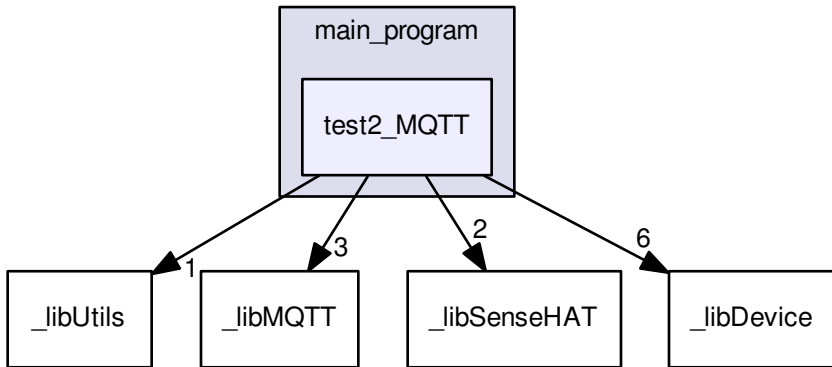 main_program
test2_MQTT
1
3
2
6
_libUtils
_libMQTT
_libSenseHAT
_libDevice